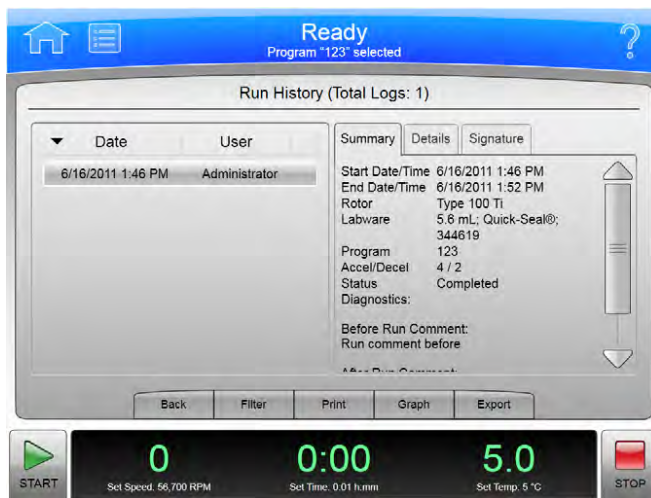 Ready
Program "123" selected
?
Run History (Total Logs: 1)
Date User
6/16/2011 1:46 PM Administrator
Summary Details Signature
Start Date/Time 6/16/2011 1:46 PM
End Date/Time 6/16/2011 1:52 PM
Rotor Type 100 Ti
Labware 5.6 mL; Quick-Seal®;
344619
Program 123
Accel/Decel 4 / 2
Status Completed
Diagnostics:
Before Run Comment:
Run comment before
After Run Comment:
Back Filter Print Graph Export
START
0
Set Speed: 56,700 RPM
0:00
Set Time: 0.01 h:mm
5.0
Set Temp: 5 °C
STOP